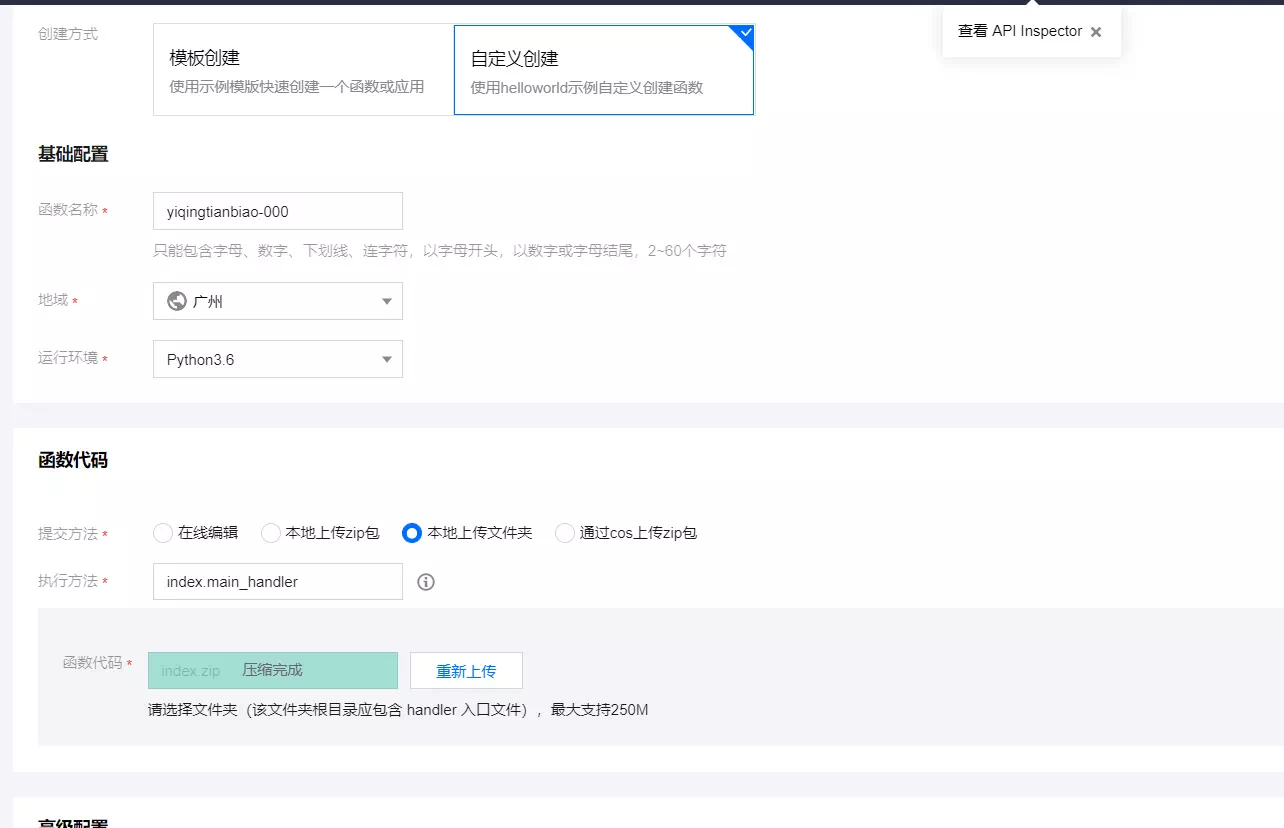 创建方式
模板创建
使用示例模版快速创建一个函数或应用
自定义创建
使用helloworld示例自定义创建函数
查看 API Inspector ×
基础配置
函数名称 *
yiqingtianbiao-000
只能包含字母、数字、下划线、连字符，以字母开头，以数字或字母结尾，2~60个字符
地域 *
广州
运行环境 *
Python3.6
函数代码
提交方法 *
在线编辑 本地上传zip包 本地上传文件夹 通过cos上传zip包
执行方法 *
index.main_handler
函数代码 *
index.zip 压缩完成
重新上传
请选择文件夹（该文件夹根目录应包含 handler 入口文件），最大支持250M
高级配置